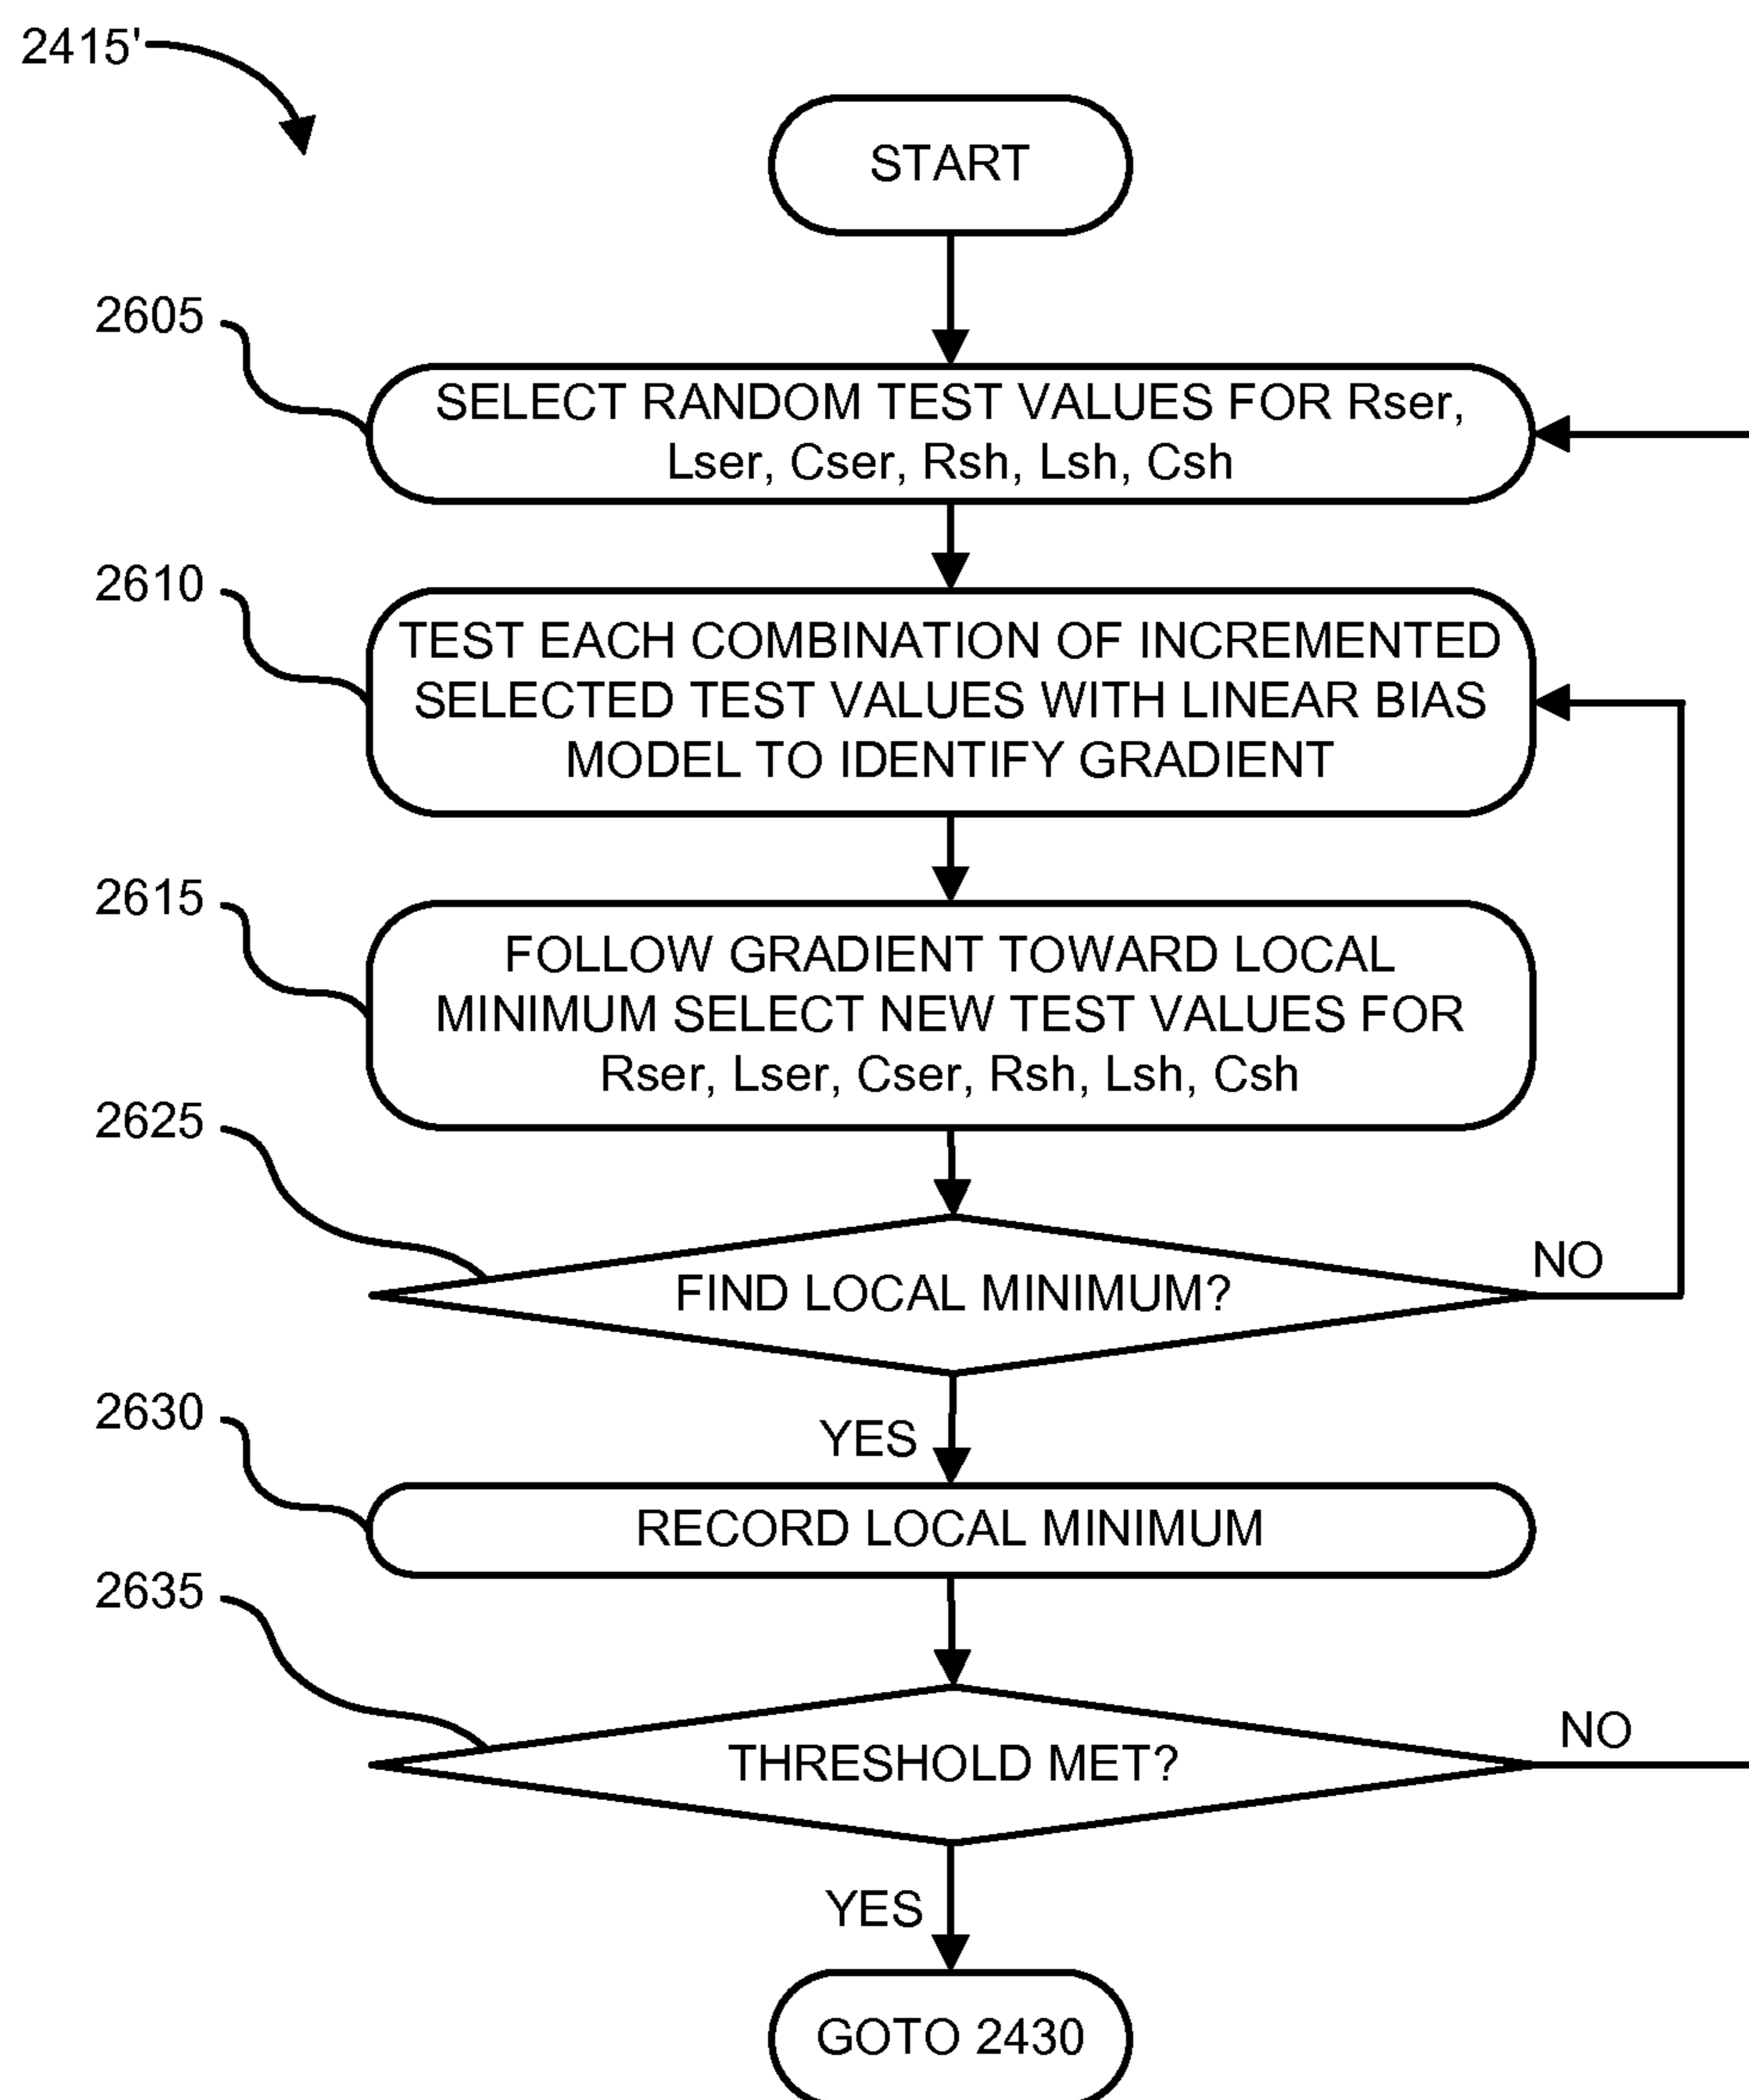 2415'
START
2605
SELECT RANDOM TEST VALUES FOR Rser,
Lser, Cser, Rsh, Lsh, Csh
2610
TEST EACH COMBINATION OF INCREMENTED
SELECTED TEST VALUES WITH LINEAR BIAS
MODEL TO IDENTIFY GRADIENT
2615
FOLLOW GRADIENT TOWARD LOCAL
MINIMUM SELECT NEW TEST VALUES FOR
Rser, Lser, Cser, Rsh, Lsh, Csh
2625
FIND LOCAL MINIMUM?
NO
YES
2630
RECORD LOCAL MINIMUM
2635
THRESHOLD MET?
NO
YES
GOTO 2430